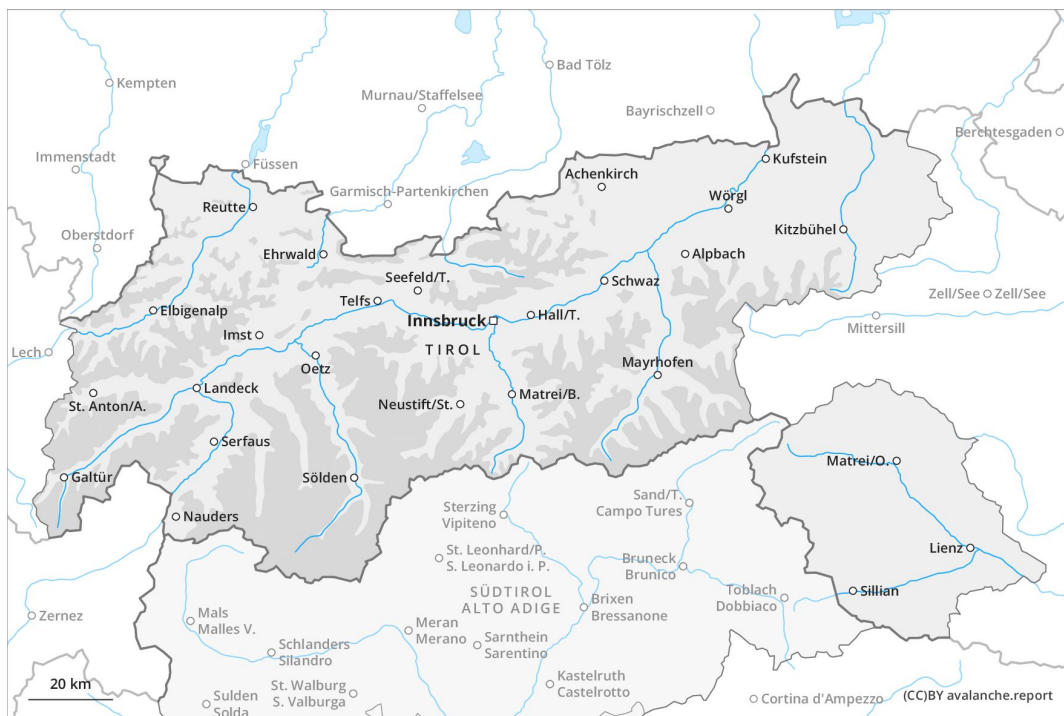 Kempten
Bad Tölz
Murnau/Staffelsee
Bayrischzell
Berchtesgaden
Immenstadt
Füssen
Kufstein
Achenkirch
Garmisch-Partenkirchen
Wörgl
Reutte
Oberstdorf
Kitzbühel
Ehrwald
Alpbach
Seefeld/T.
Schwaz
Zell/See
Zell/See
Telfs
Elbigenalp
Innsbruck
Hall/T.
Mittersill
Imst
TIROL
Lech
Oetz
Mayrhofen
Landeck
St. Anton/A.
Neustift/St.
Matrei/B.
Serfaus
Matrei/O.
Galtür
Sölden
Sand/T.
Campo Tures
Sterzing
Vipiteno
Nauders
Lienz
St. Leonhard/P.
S. Leonardo i. P.
Bruneck
Brunico
SÜDTIROL
ALTO ADIGE
Sillian
Toblach
Dobbiaco
Brixen
Bressanone
Zernez
Mals
Malles V.
Meran
Merano
Sarnthein
Sarentino
Schlanders
Silandro
Kastelruth
Castelrotto
20 km
St. Walburg
S. Valburga
Sulden
Solda
Cortina d'Ampezzo
(CC)BY avalanche.report